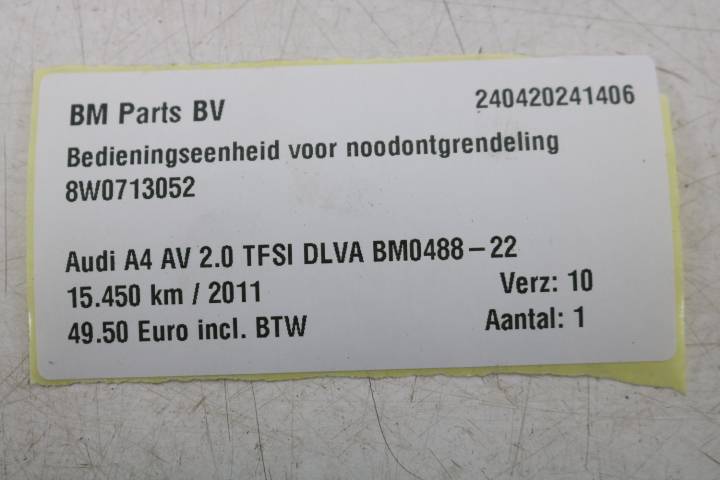 BM Parts BV 240420241406
Bedieningseenheid voor noodontgrendeling
8W0713052
Audi A4 AV 2.0 TFSI DLVA BM0488-22
15.450 km / 2011 Verz: 10
49.50 Euro incl. BTW Aantal: 1